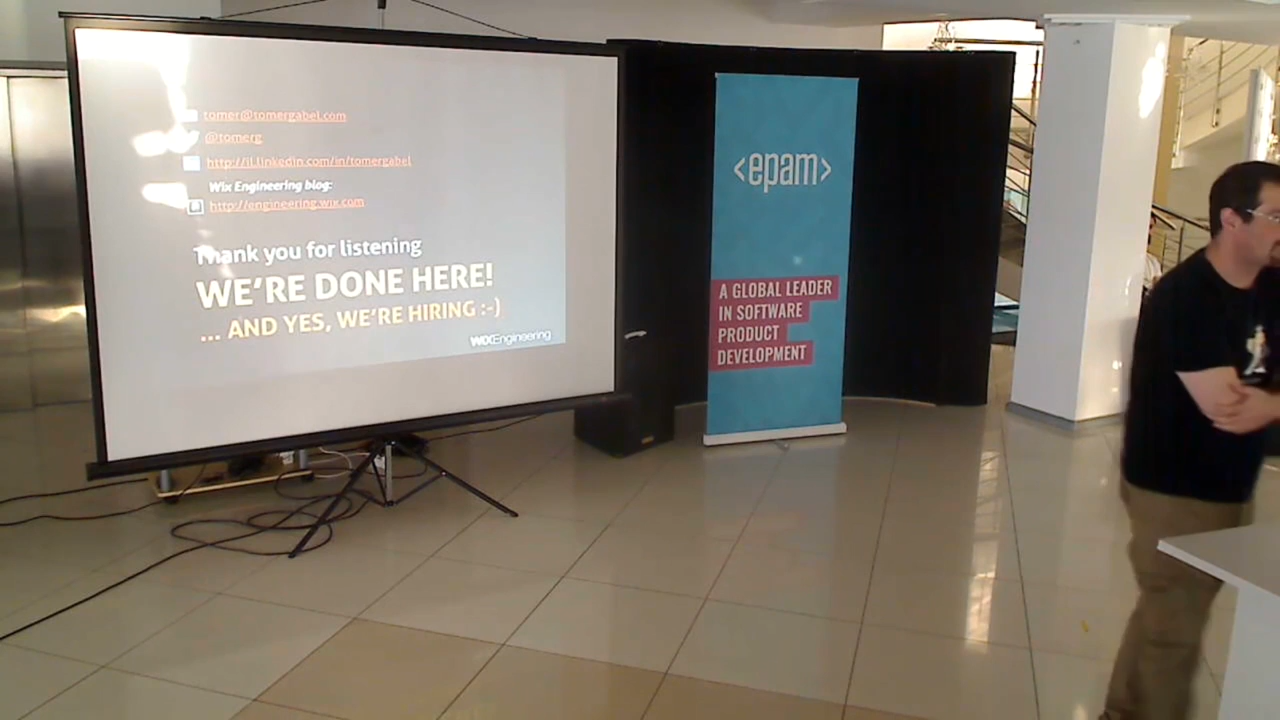 tomer@tomergabel.com
@tomerg
http://il.linkedin.com/in/tomergabel
Wix Engineering blog:
http://engineering.wix.com
Thank you for listening
WE'RE DONE HERE!
... AND YES, WE'RE HIRING :-)
WIXEngineering
<epam>
A GLOBAL LEADER
IN SOFTWARE
PRODUCT
DEVELOPMENT